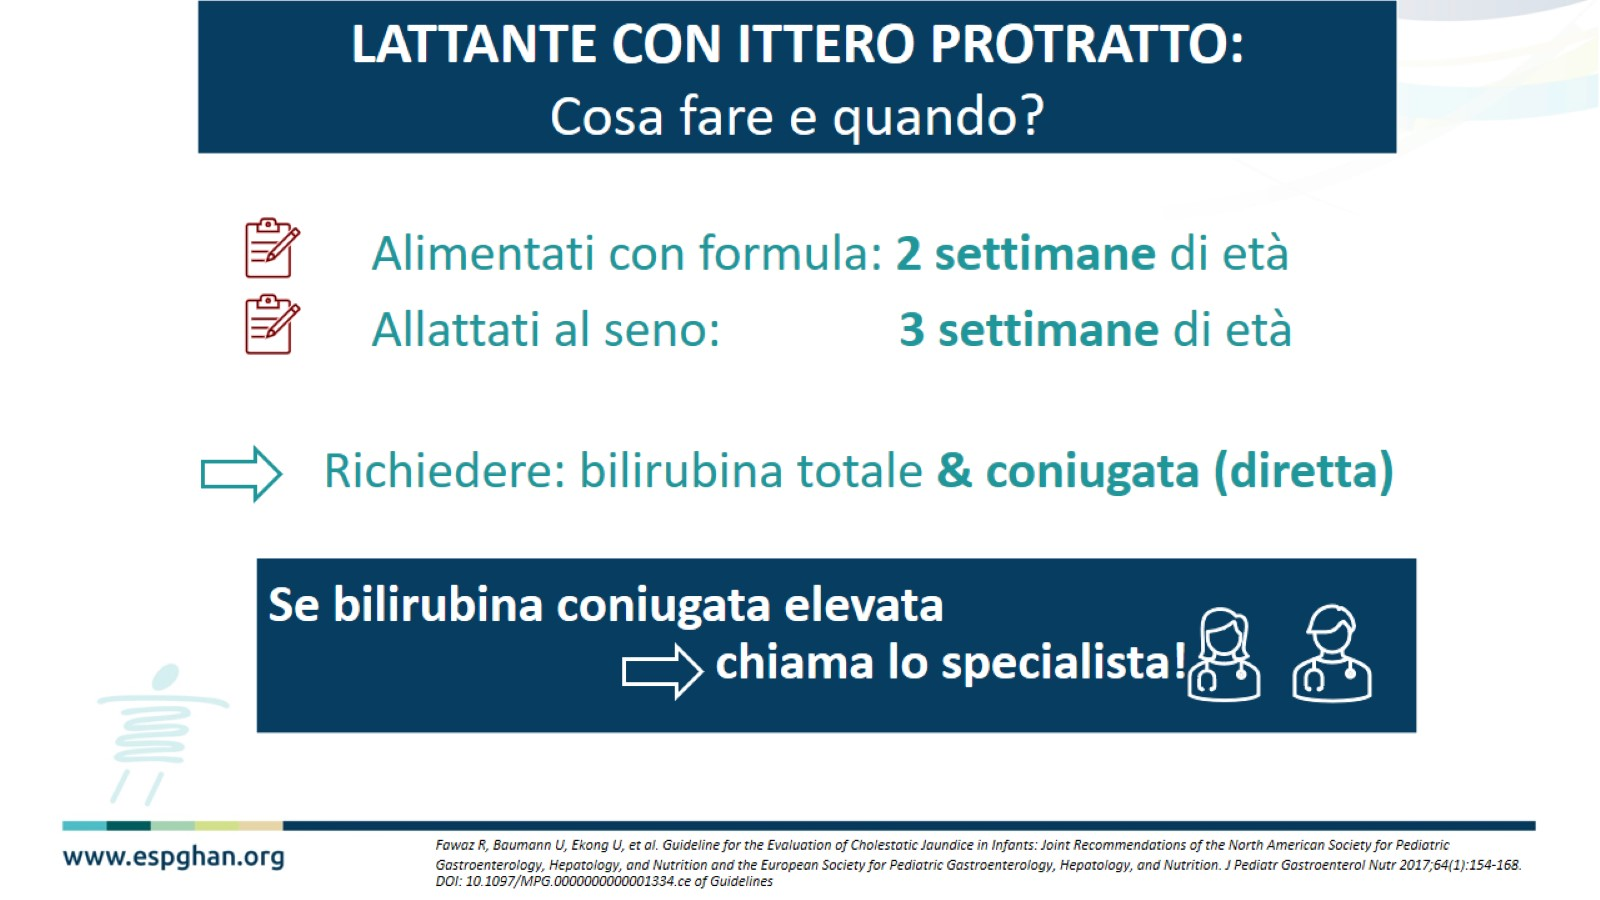 LATTANTE CON ITTERO PROTRATTO:
Cosa fare e quando?
Alimentati con formula: 2 settimane di età
Allattati al seno: 3 settimane di età
Richiedere: bilirubina totale & coniugata (diretta)
Se bilirubina coniugata elevata
chiama lo specialista!
www.espghan.org
Fawaz R, Baumann U, Ekong U, et al. Guideline for the Evaluation of Cholestatic Jaundice in Infants: Joint Recommendations of the North American Society for Pediatric
Gastroenterology, Hepatology, and Nutrition and the European Society for Pediatric Gastroenterology, Hepatology, and Nutrition. J Pediatr Gastroenterol Nutr 2017;64(1):154-168.
DOI: 10.1097/MPG.0000000000001334.ce of Guidelines